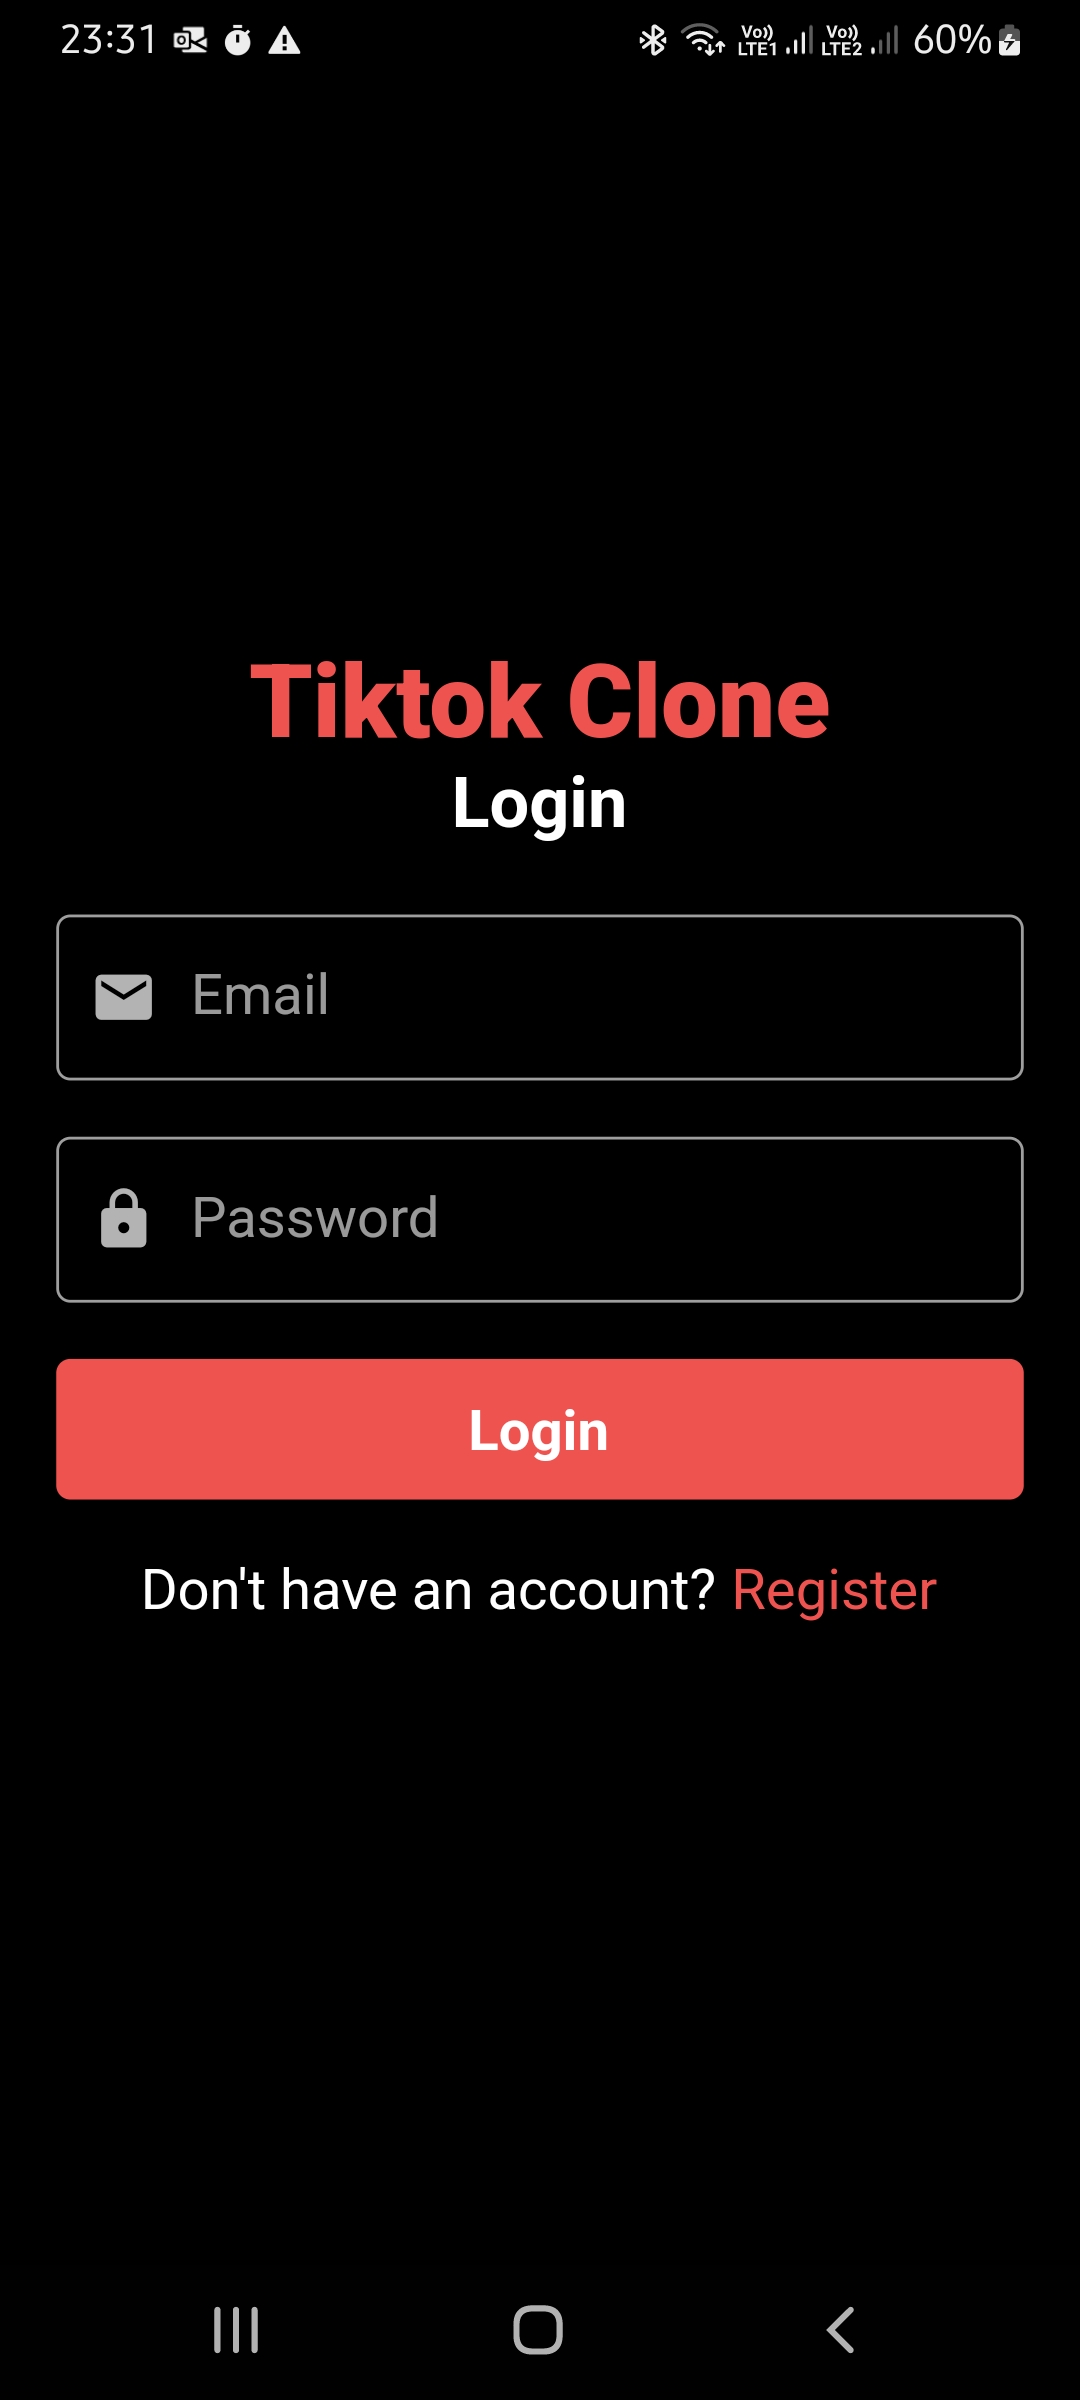 23:31 Vo)) LTE1 Vo)) LTE2 60%
Tiktok Clone
Login
Email
Password
Login
Don't have an account? Register